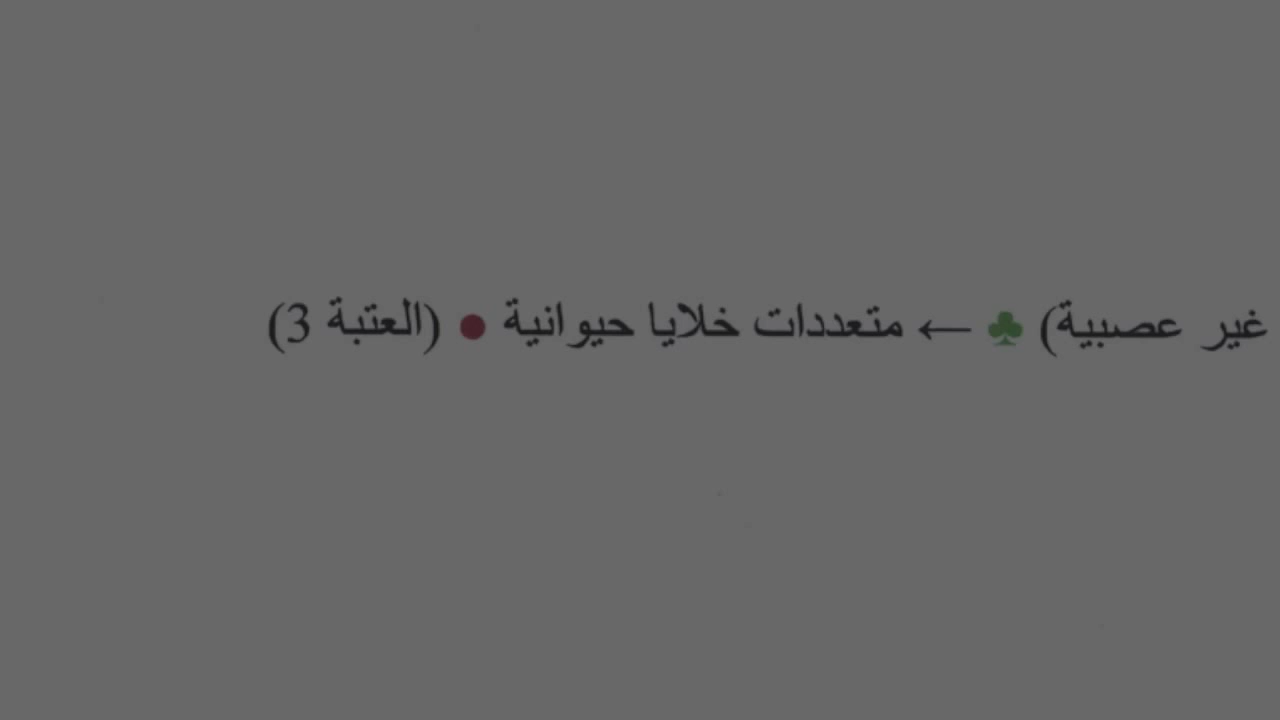 غير عصبية) ♣ ← متعددات خلايا حيوانية ● (العتبة 3)